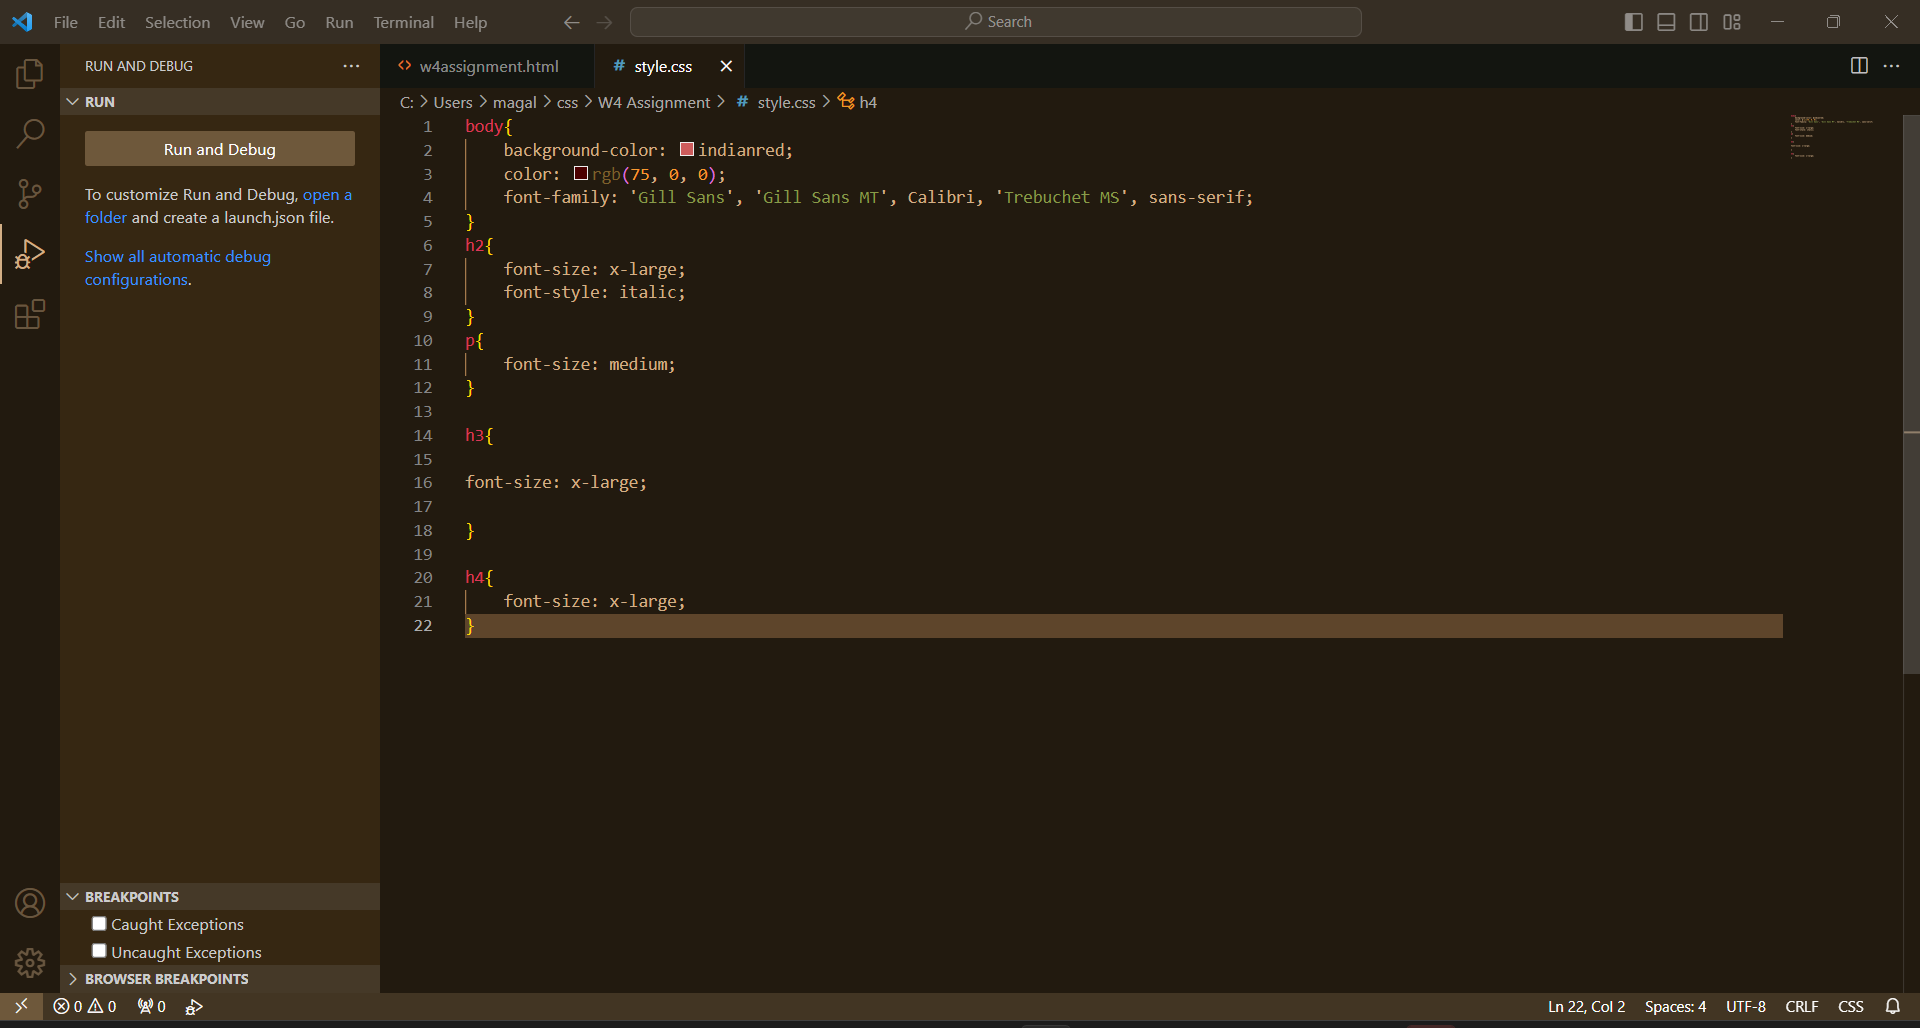 File Edit Selection View Go Run Terminal Help
Search
RUN AND DEBUG
RUN
Run and Debug
To customize Run and Debug, open a
folder and create a launch.json file.
Show all automatic debug
configurations.
BREAKPOINTS
Caught Exceptions
Uncaught Exceptions
BROWSER BREAKPOINTS
w4assignment.html
# style.css
C: > Users > magal > css > W4 Assignment > # style.css > h4
1 body{
2 background-color: indianred;
3 color: rgb(75, 0, 0);
4 font-family: 'Gill Sans', 'Gill Sans MT', Calibri, 'Trebuchet MS', sans-serif;
5 }
6 h2{
7 font-size: x-large;
8 font-style: italic;
9 }
10 p{
11 font-size: medium;
12 }
13
14 h3{
15
16 font-size: x-large;
17
18 }
19
20 h4{
21 font-size: x-large;
22 }
0 0 0
Ln 22, Col 2 Spaces: 4 UTF-8 CRLF CSS